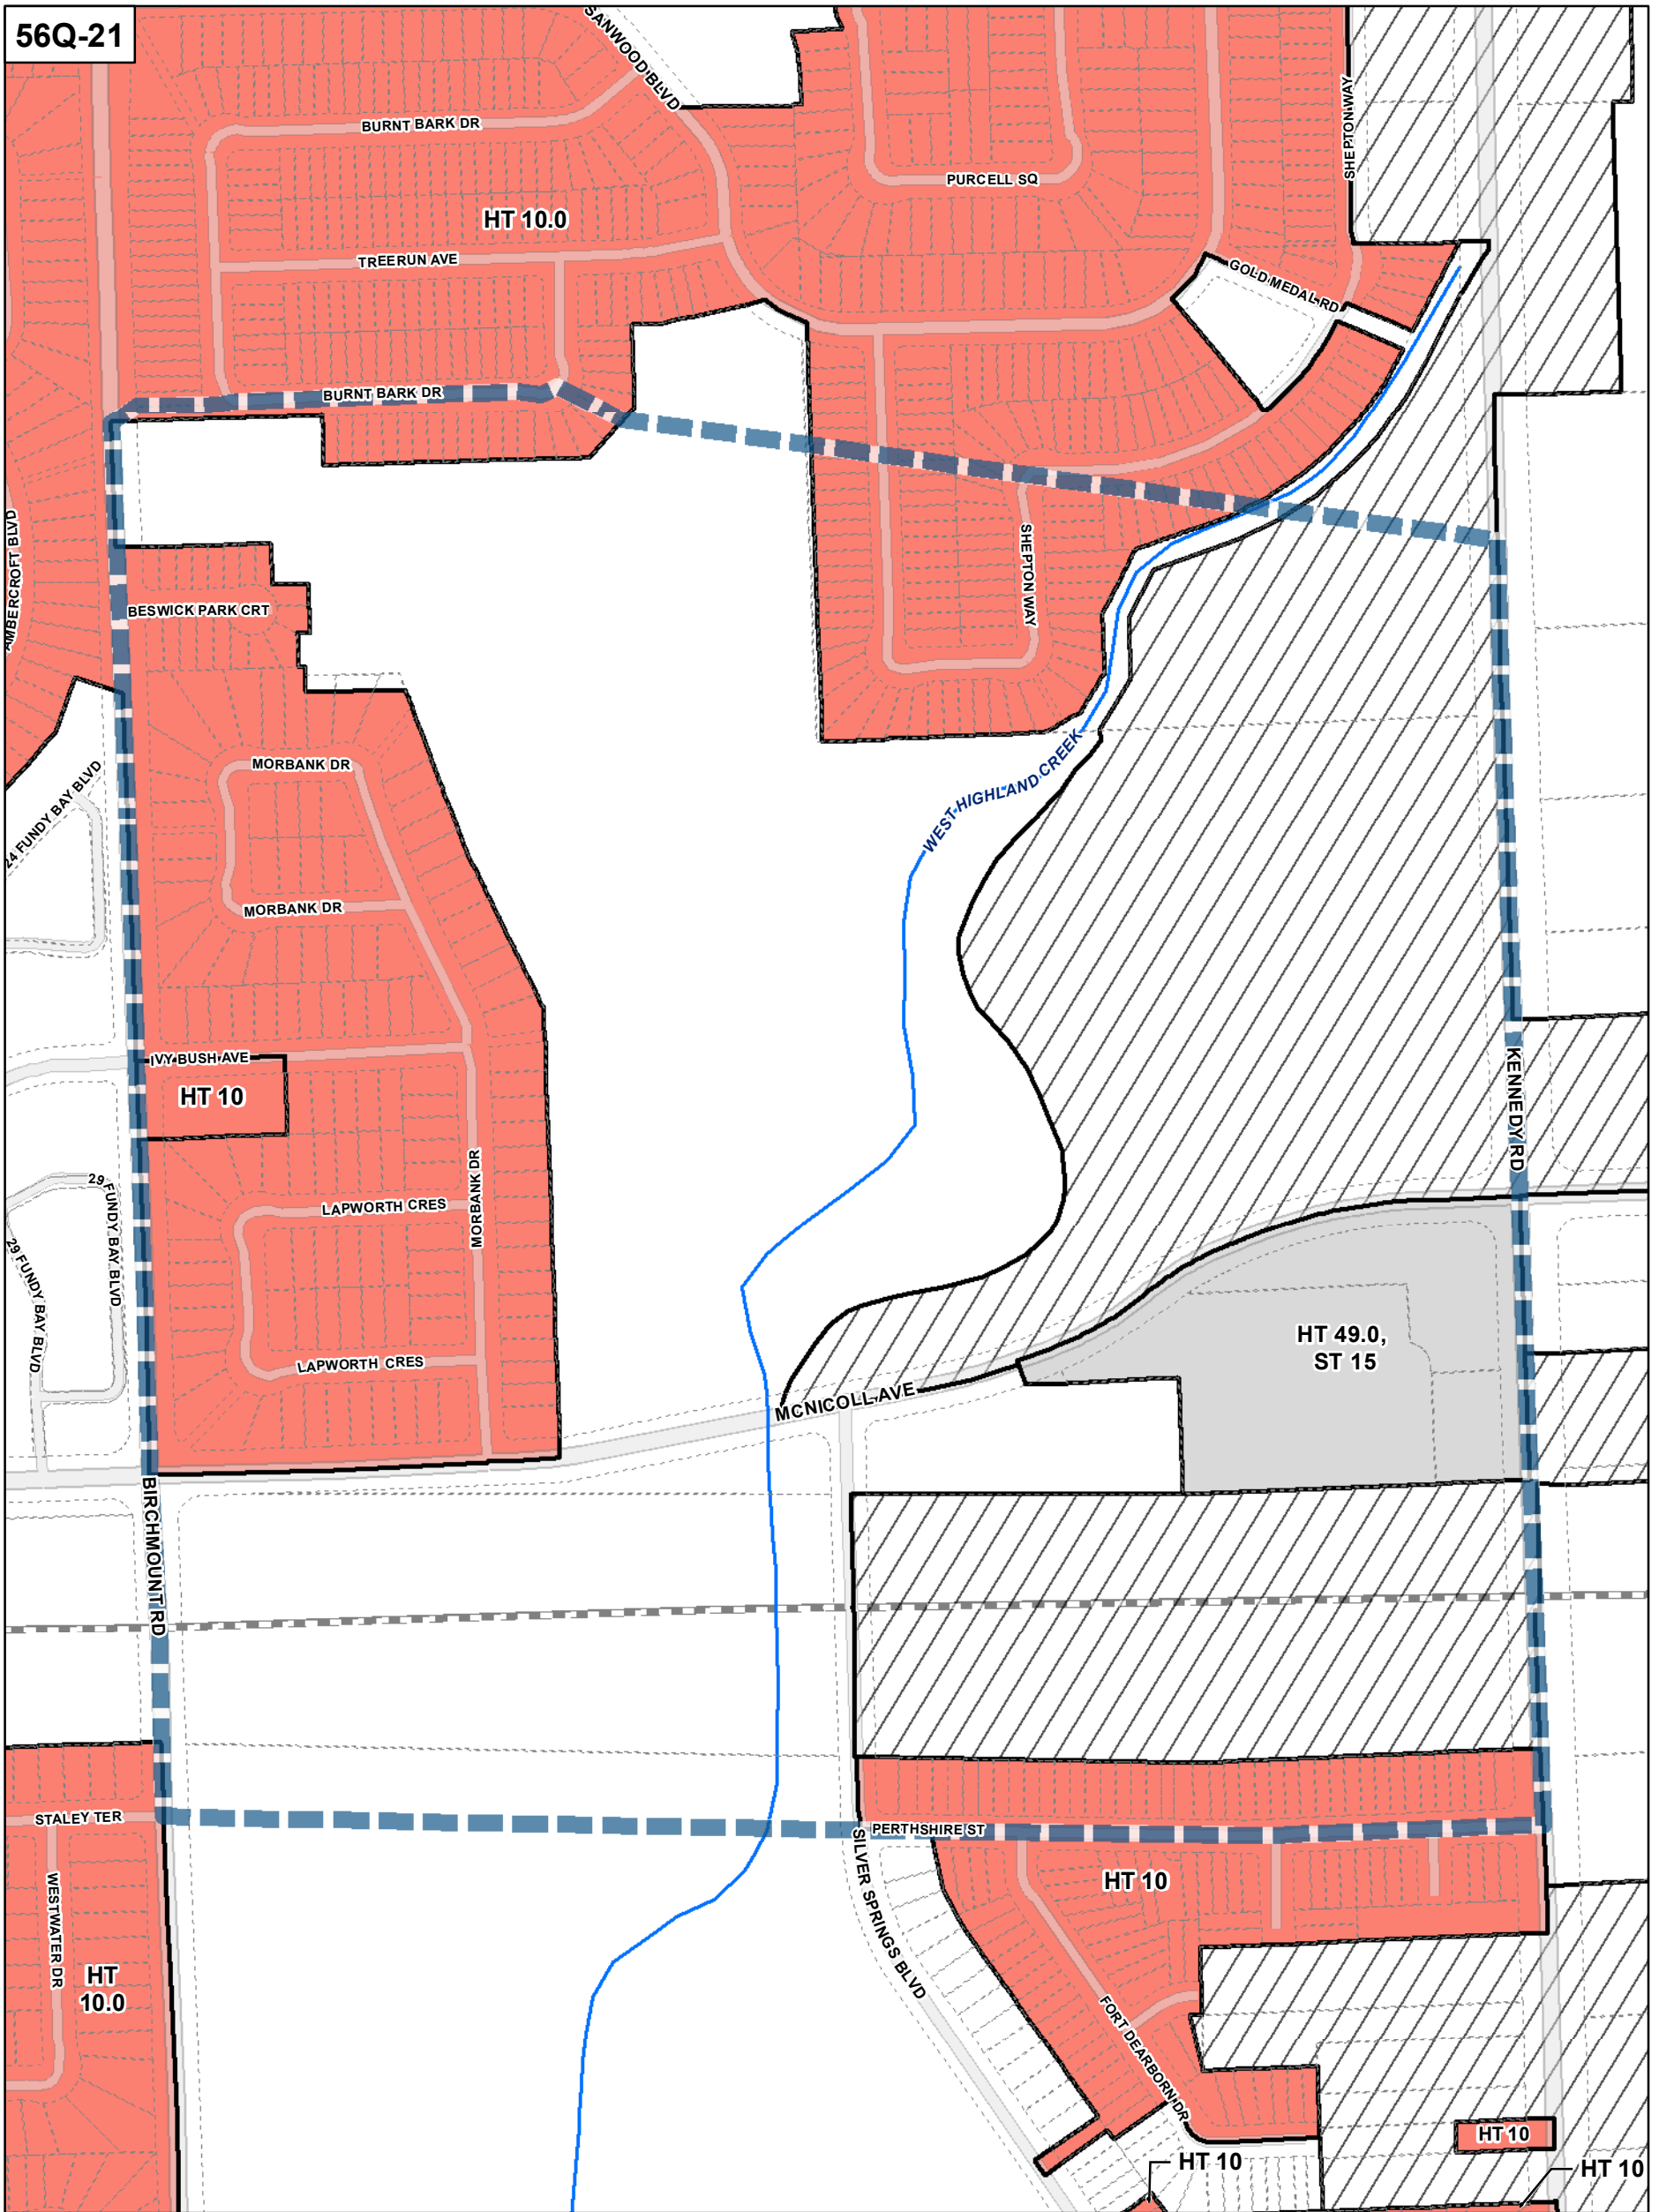 56Q-21
SANWOOD BLVD
BURNT BARK DR
PURCELL SQ
SHEPTON WAY
HT 10.0
TREERUN AVE
GOLD MEDAL RD
BURNT BARK DR
AMBERCROFT BLVD
BESWICK PARK CRT
SHEPTON WAY
MORBANK DR
24 FUNDY BAY BLVD
WEST HIGHLAND CREEK
MORBANK DR
IVY BUSH AVE
HT 10
KENNEDY RD
MORBANK DR
LAPWORTH CRES
29 FUNDY BAY BLVD
29 FUNDY BAY BLVD
HT 49.0,
ST 15
LAPWORTH CRES
MCNICOLL AVE
BIRCHMOUNT RD
STALEY TER
PERTHSHIRE ST
SILVER SPRINGS BLVD
WESTWATER DR
HT 10
HT
10.0
FORT DEARBORN DR
HT 10
HT 10
HT 10